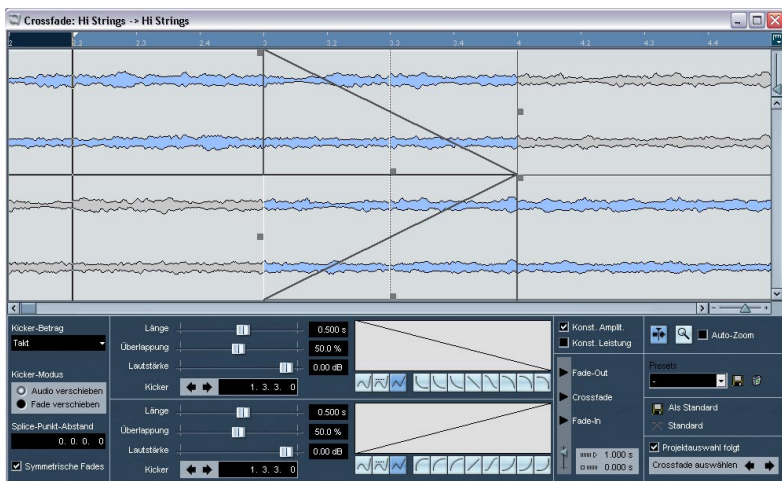 Crossfade: Hi Strings -> Hi Strings
2 2.2 2.4 3 3.3 3.4 4 4.2 4.3 4.4
Kicker-Betrag
Takt
Kicker-Modus
Audio verschieben
Fade verschieben
Splice-Punkt-Abstand
0. 0. 0. 0
Symmetrische Fades
Länge 0.500 s
Überlappung 50.0 %
Lautstärke 0.00 dB
Kicker 1. 3. 3. 0
Länge 0.500 s
Überlappung 50.0 %
Lautstärke 0.00 dB
Kicker 1. 3. 3. 0
Konst. Amplit.
Konst. Leistung
Fade-Out
Crossfade
Fade-In
1.000 s
0.000 s
Auto-Zoom
Presets
-
Als Standard
Standard
Projektauswahl folgt
Crossfade auswählen